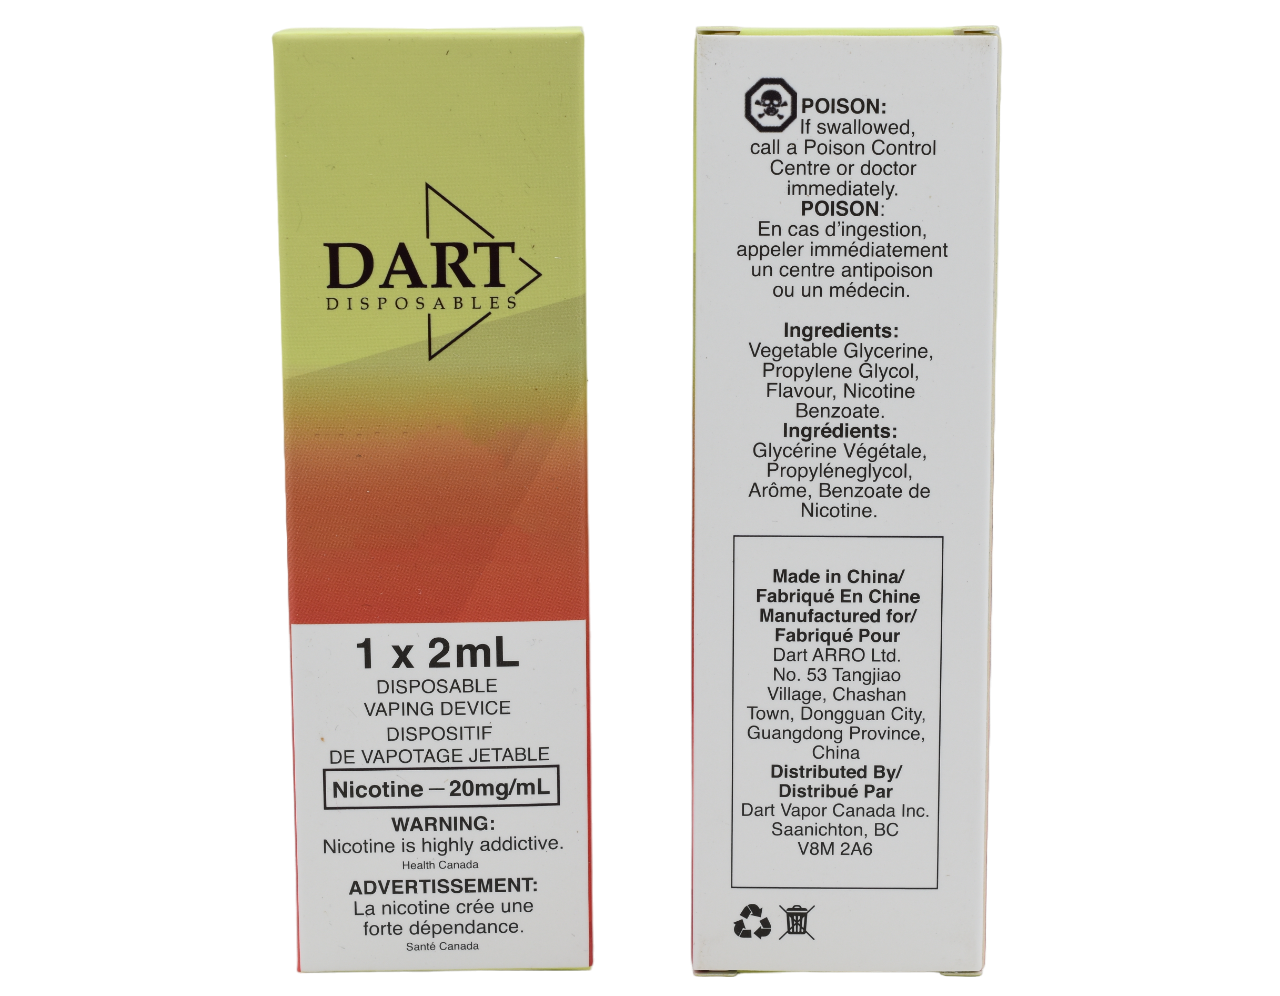 DART
DISPOSABLES
1 x 2mL
DISPOSABLE
VAPING DEVICE
DISPOSITIF
DE VAPOTAGE JETABLE
Nicotine – 20mg/mL
WARNING:
Nicotine is highly addictive.
Health Canada
ADVERTISSEMENT:
La nicotine crée une
forte dépendance.
Santé Canada
POISON:
If swallowed,
call a Poison Control
Centre or doctor
immediately.
POISON:
En cas d'ingestion,
appeler immédiatement
un centre antipoison
ou un médecin.
Ingredients:
Vegetable Glycerine,
Propylene Glycol,
Flavour, Nicotine
Benzoate.
Ingrédients:
Glycérine Végétale,
Propyléneglycol,
Arôme, Benzoate de
Nicotine.
Made in China/
Fabriqué En Chine
Manufactured for/
Fabriqué Pour
Dart ARRO Ltd.
No. 53 Tangjiao
Village, Chashan
Town, Dongguan City,
Guangdong Province,
China
Distributed By/
Distribué Par
Dart Vapor Canada Inc.
Saanichton, BC
V8M 2A6